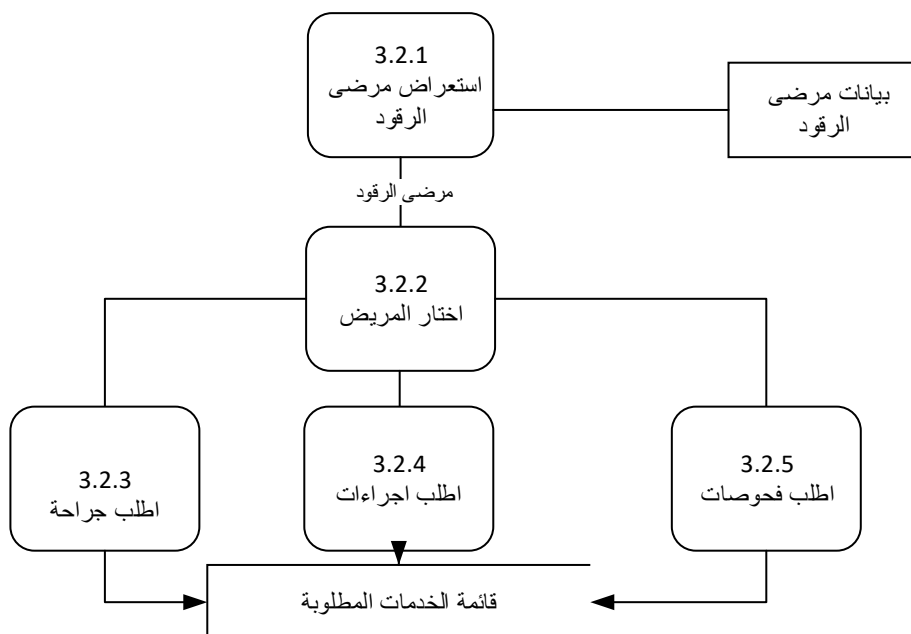 3.2.1
استعراض مرضى
الرقود
بيانات مرضى
الرقود
مرضى الرقود
3.2.2
اختار المريض
3.2.3
اطلب جراحة
3.2.4
اطلب اجراءات
3.2.5
اطلب فحوصات
قائمة الخدمات المطلوبة